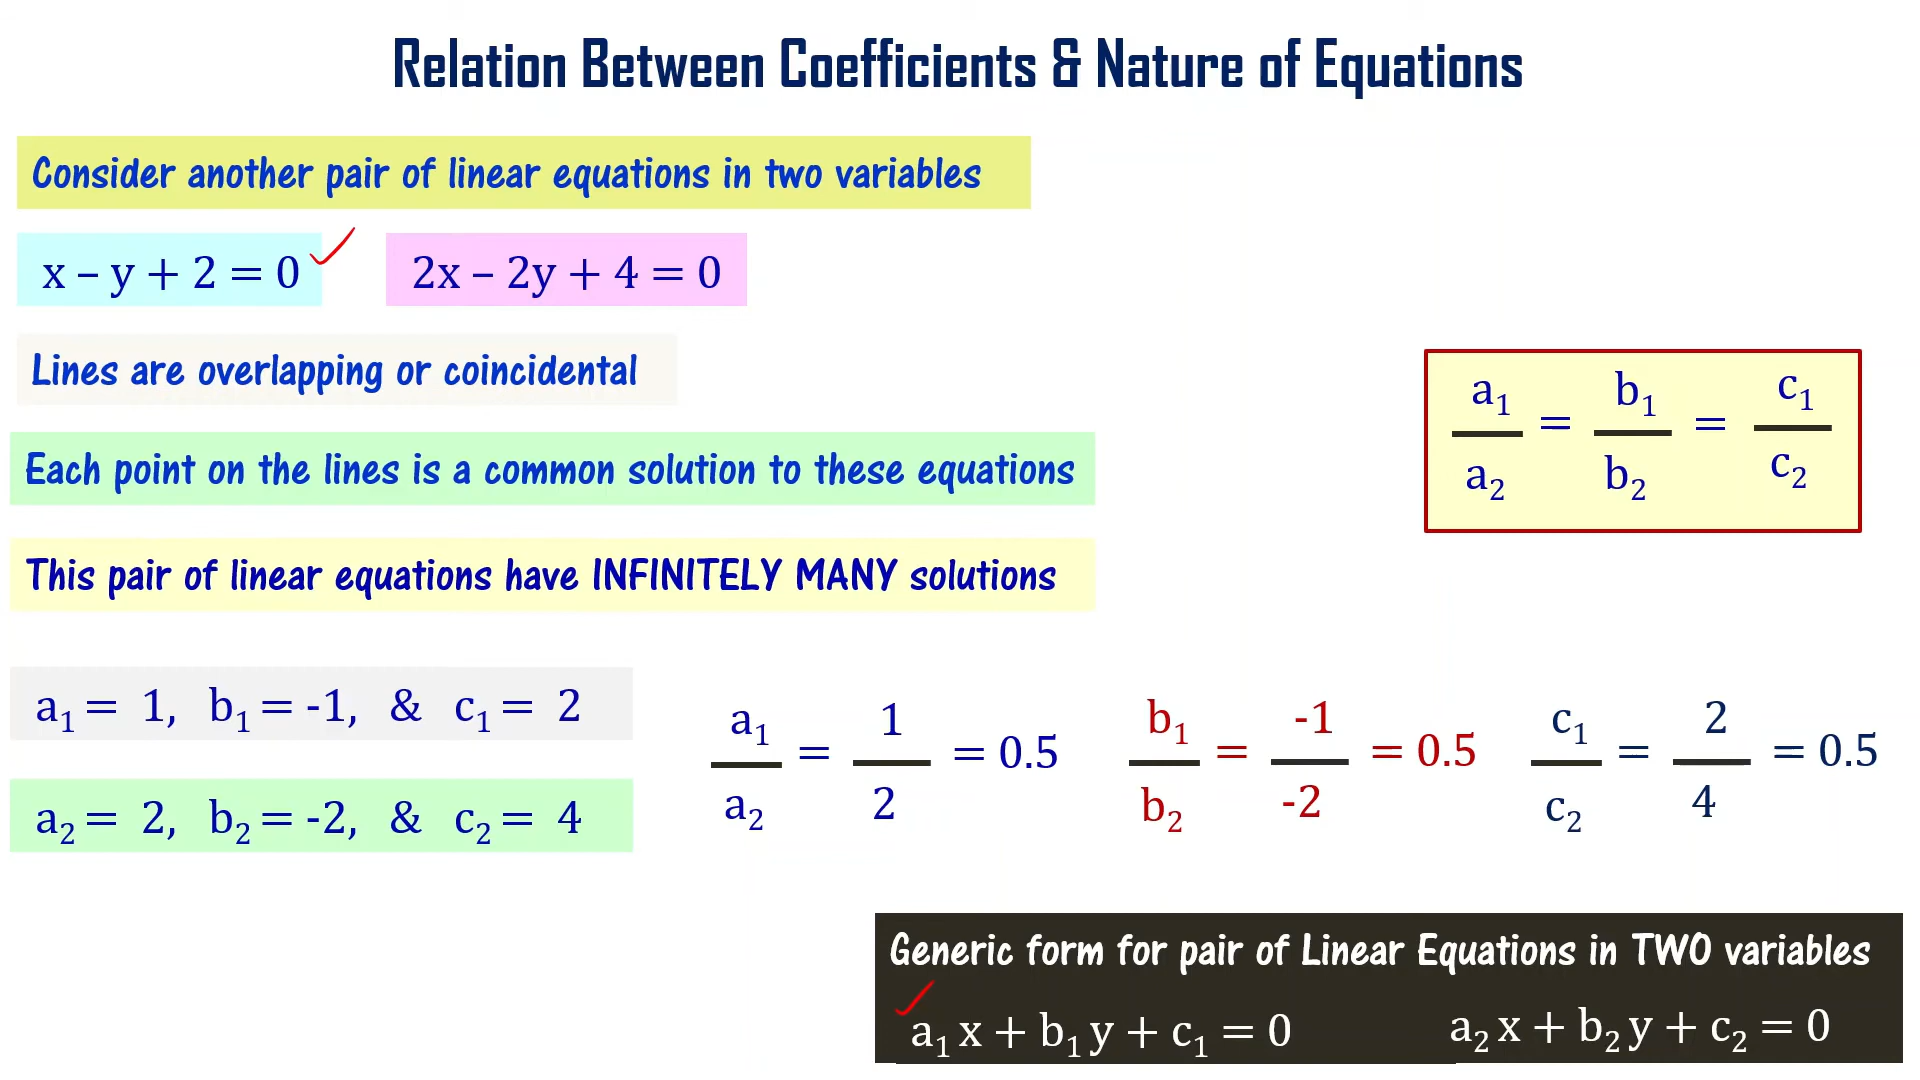 Relation Between Coefficients & Nature of Equations
Consider another pair of linear equations in two variables
x – y + 2 = 0
2x – 2y + 4 = 0
Lines are overlapping or coincidental
Each point on the lines is a common solution to these equations
This pair of linear equations have INFINITELY MANY solutions
a₁/a₂ = b₁/b₂ = c₁/c₂
a₁ = 1, b₁ = -1, & c₁ = 2
a₂ = 2, b₂ = -2, & c₂ = 4
a₁/a₂ = 1/2 = 0.5
b₁/b₂ = -1/-2 = 0.5
c₁/c₂ = 2/4 = 0.5
Generic form for pair of Linear Equations in TWO variables
a₁ x + b₁ y + c₁ = 0
a₂ x + b₂ y + c₂ = 0